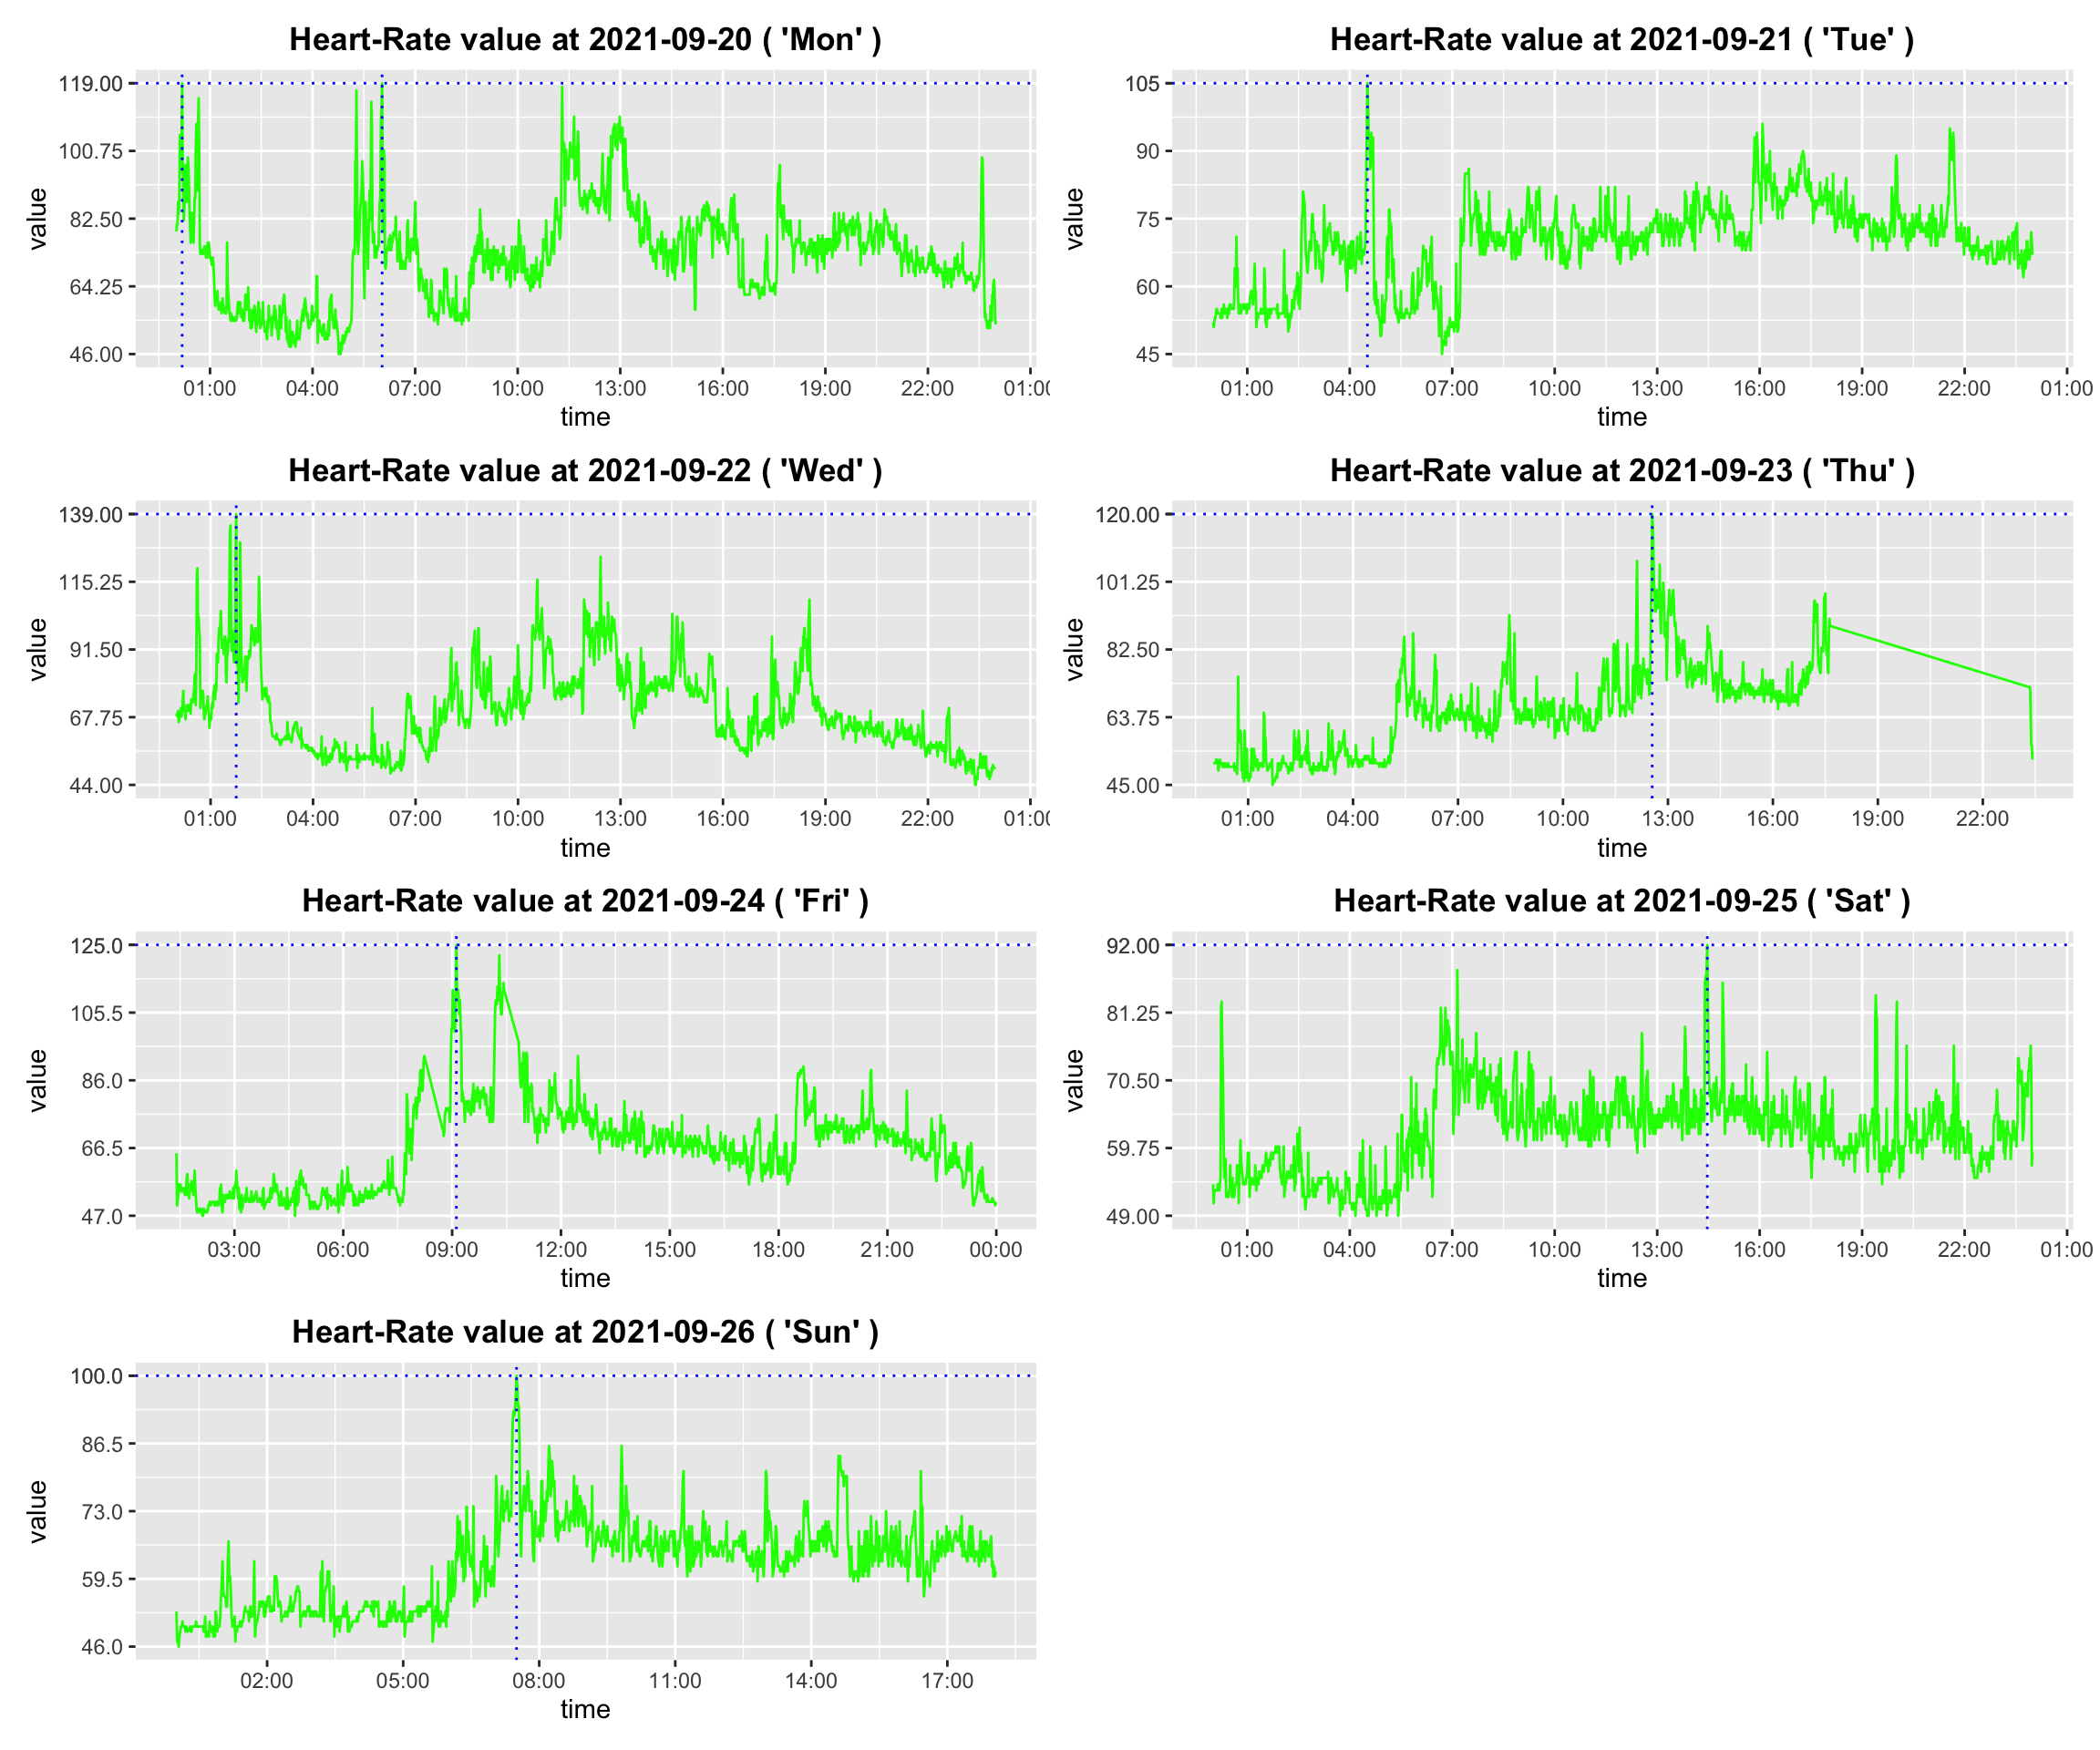 Heart-Rate value at 2021-09-20 ( 'Mon' )
119.00
100.75
82.50
64.25
46.00
value
01:00 04:00 07:00 10:00 13:00 16:00 19:00 22:00 01:0
time
Heart-Rate value at 2021-09-21 ( 'Tue' )
105
90
75
60
45
value
01:00 04:00 07:00 10:00 13:00 16:00 19:00 22:00 01:00
time
Heart-Rate value at 2021-09-22 ( 'Wed' )
139.00
115.25
91.50
67.75
44.00
value
01:00 04:00 07:00 10:00 13:00 16:00 19:00 22:00 01:0
time
Heart-Rate value at 2021-09-23 ( 'Thu' )
120.00
101.25
82.50
63.75
45.00
value
01:00 04:00 07:00 10:00 13:00 16:00 19:00 22:00
time
Heart-Rate value at 2021-09-24 ( 'Fri' )
125.0
105.5
86.0
66.5
47.0
value
03:00 06:00 09:00 12:00 15:00 18:00 21:00 00:00
time
Heart-Rate value at 2021-09-25 ( 'Sat' )
92.00
81.25
70.50
59.75
49.00
value
01:00 04:00 07:00 10:00 13:00 16:00 19:00 22:00 01:00
time
Heart-Rate value at 2021-09-26 ( 'Sun' )
100.0
86.5
73.0
59.5
46.0
value
02:00 05:00 08:00 11:00 14:00 17:00
time